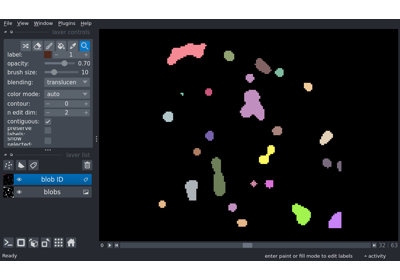 File View Window Plugins Help
layer controls
label: 1
opacity: 0.70
brush size: 10
blending: translucen
color mode: auto
contour: 0
n edit dim: 2
contiguous:
preserve
labels:
show
selected:
layer list
blob ID
blobs
0 32 63
Ready enter paint or fill mode to edit labels activity